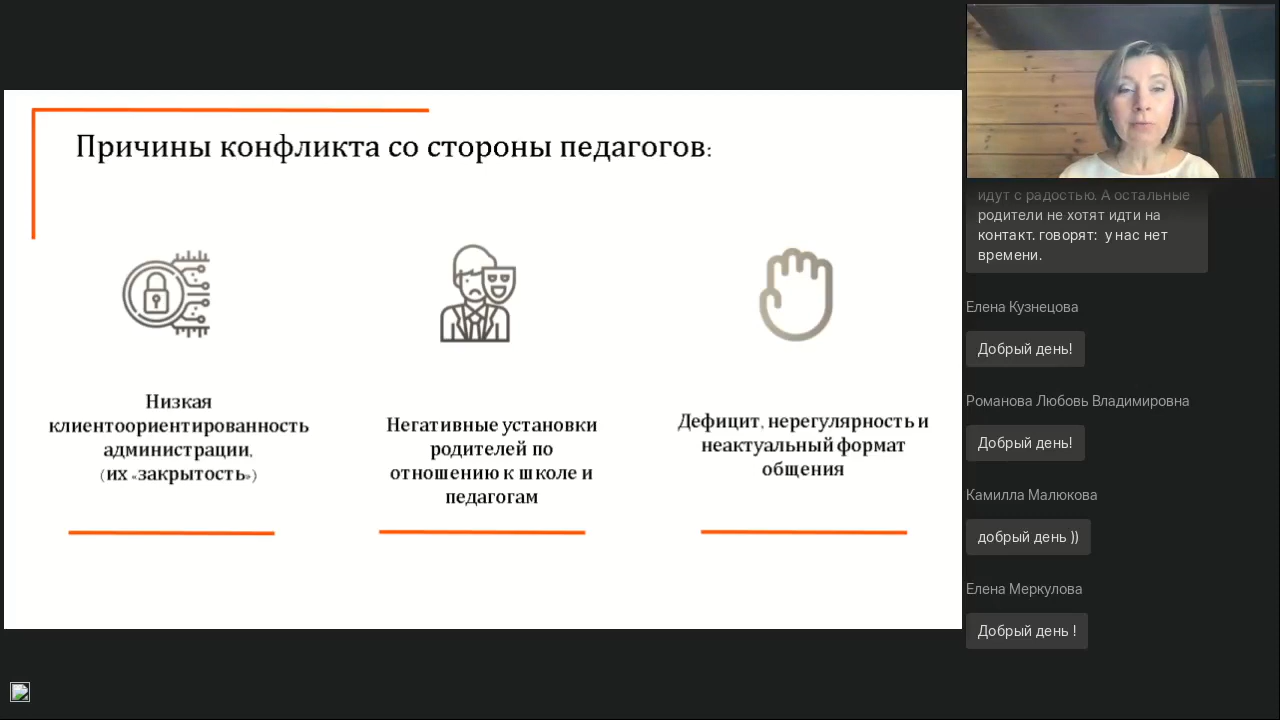 Причины конфликта со стороны педагогов:
Низкая
клиентоориентированность
администрации,
(их «закрытость»)
Негативные установки
родителей по
отношению к школе и
педагогам
Дефицит, нерегулярность и
неактуальный формат
общения
идут с радостью. А остальные
родители не хотят идти на
контакт. говорят:  у нас нет
времени.
Елена Кузнецова
Добрый день!
Романова Любовь Владимировна
Добрый день!
Камилла Малюкова
добрый день ))
Елена Меркулова
Добрый день !